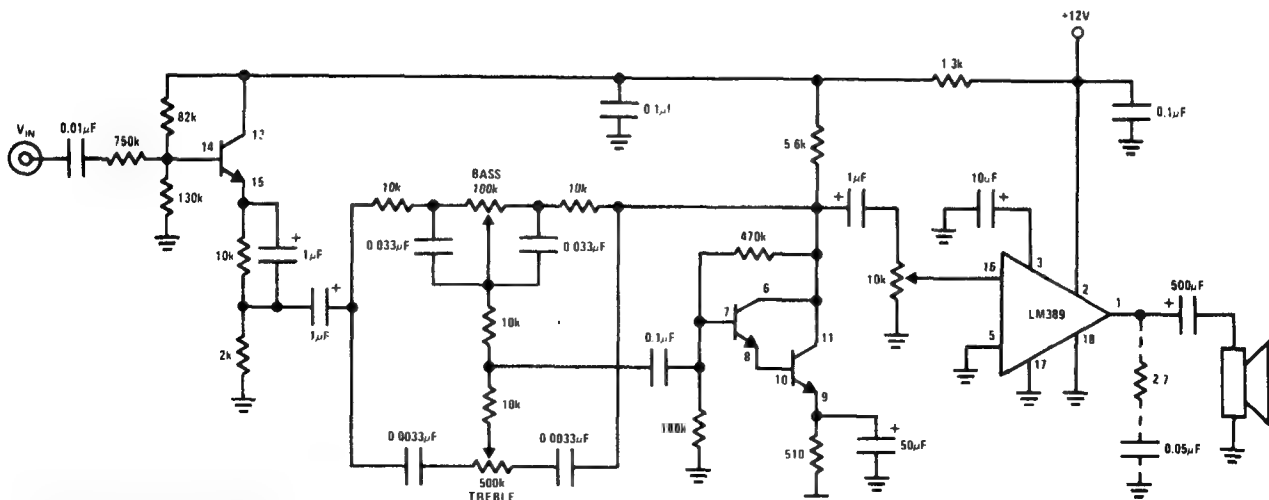 +12V
1 3k
0 1µf
0.1µF
VIN
0.01µF
750k
82k
14
13
15
130k
5 6k
BASS
10k
100k
10k
1µF
10µF
10k
1µF
0 033µF
0 033µF
470k
10k
16
3
2
500µF
1
LM389
6
7
8
11
5
18
17
1µF
10k
0.1µF
10
9
2k
10k
2 7
0 0033µF
0 0033µF
100k
510
50µF
0.05µF
500k
TREBLE
+
+
+
+
+
+